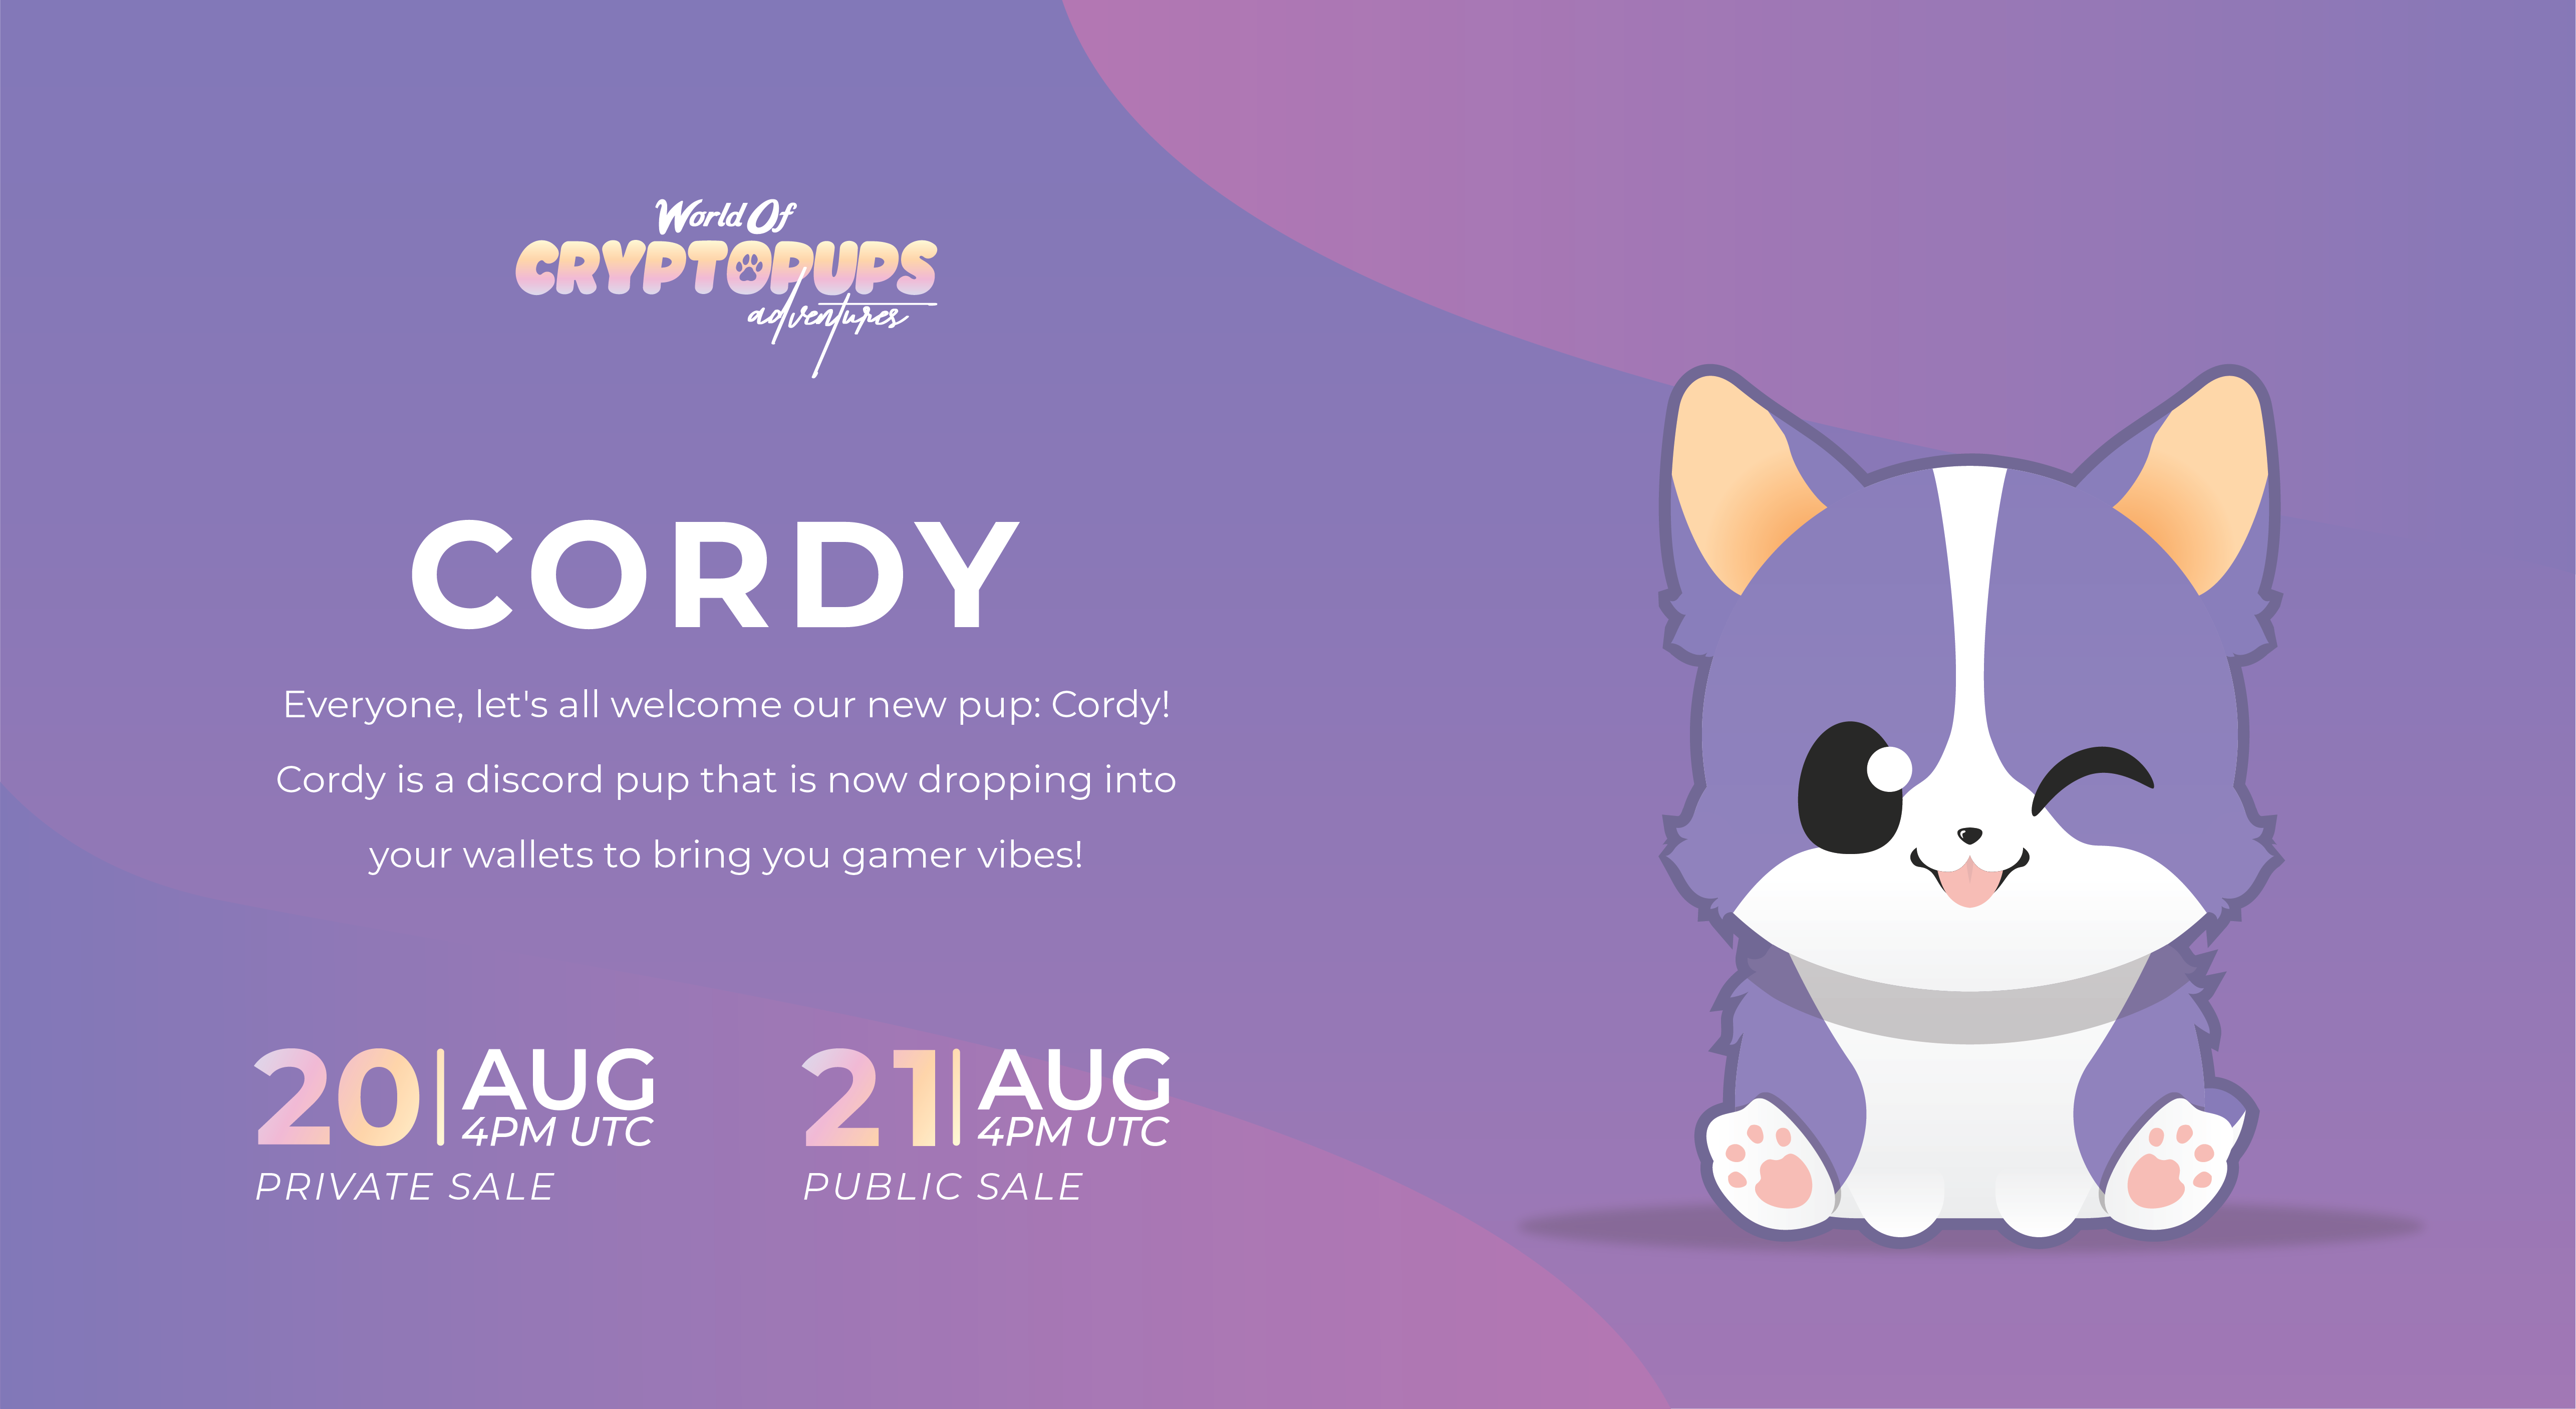 World Of
CRYPTOPUPS
adventures
CORDY
Everyone, let's all welcome our new pup: Cordy!
Cordy is a discord pup that is now dropping into
your wallets to bring you gamer vibes!
20 | AUG
4PM UTC
PRIVATE SALE
21 | AUG
4PM UTC
PUBLIC SALE